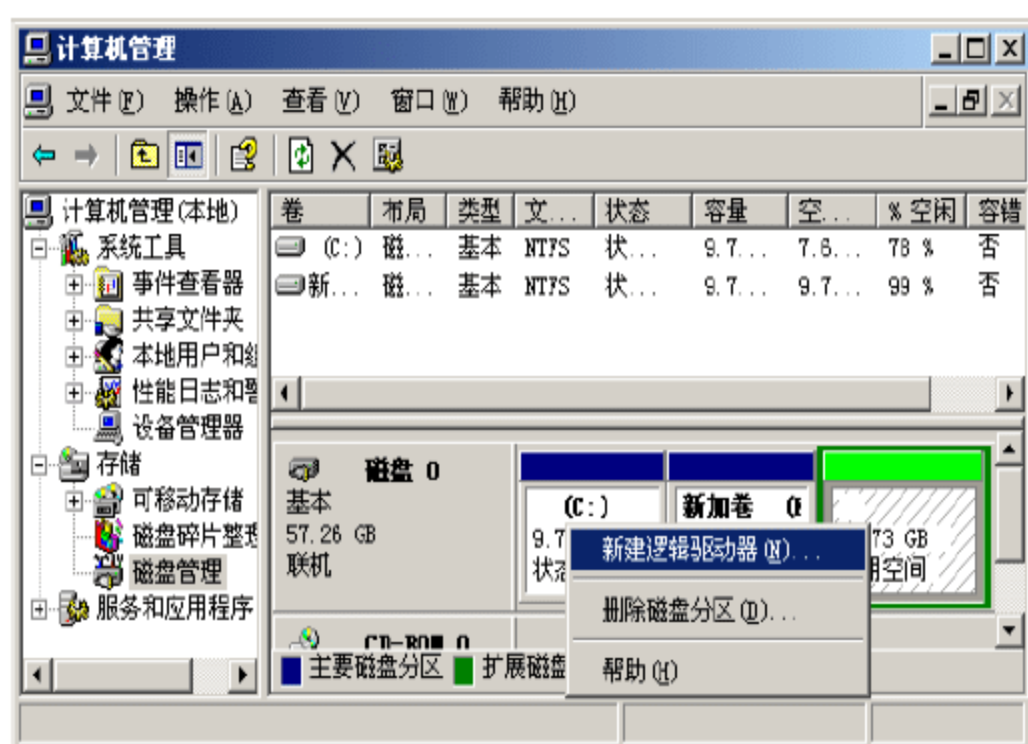 计算机管理
文件(F) 操作(A) 查看(V) 窗口(W) 帮助(H)
计算机管理(本地)
系统工具
事件查看器
共享文件夹
本地用户和组
性能日志和警
设备管理器
存储
可移动存储
磁盘碎片整理
磁盘管理
服务和应用程序
卷 布局 类型 文... 状态 容量 空... % 空闲 容错
(C:) 磁... 基本 NTFS 状... 9.7... 7.6... 78 % 否
新... 磁... 基本 NTFS 状... 9.7... 9.7... 99 % 否
磁盘 0
基本
57.26 GB
联机
(C:)
9.7
状态
新加卷 (E
73 GB
用空间
CD-ROM 0
主要磁盘分区 扩展磁盘
新建逻辑驱动器(N)...
删除磁盘分区(D)...
帮助(H)